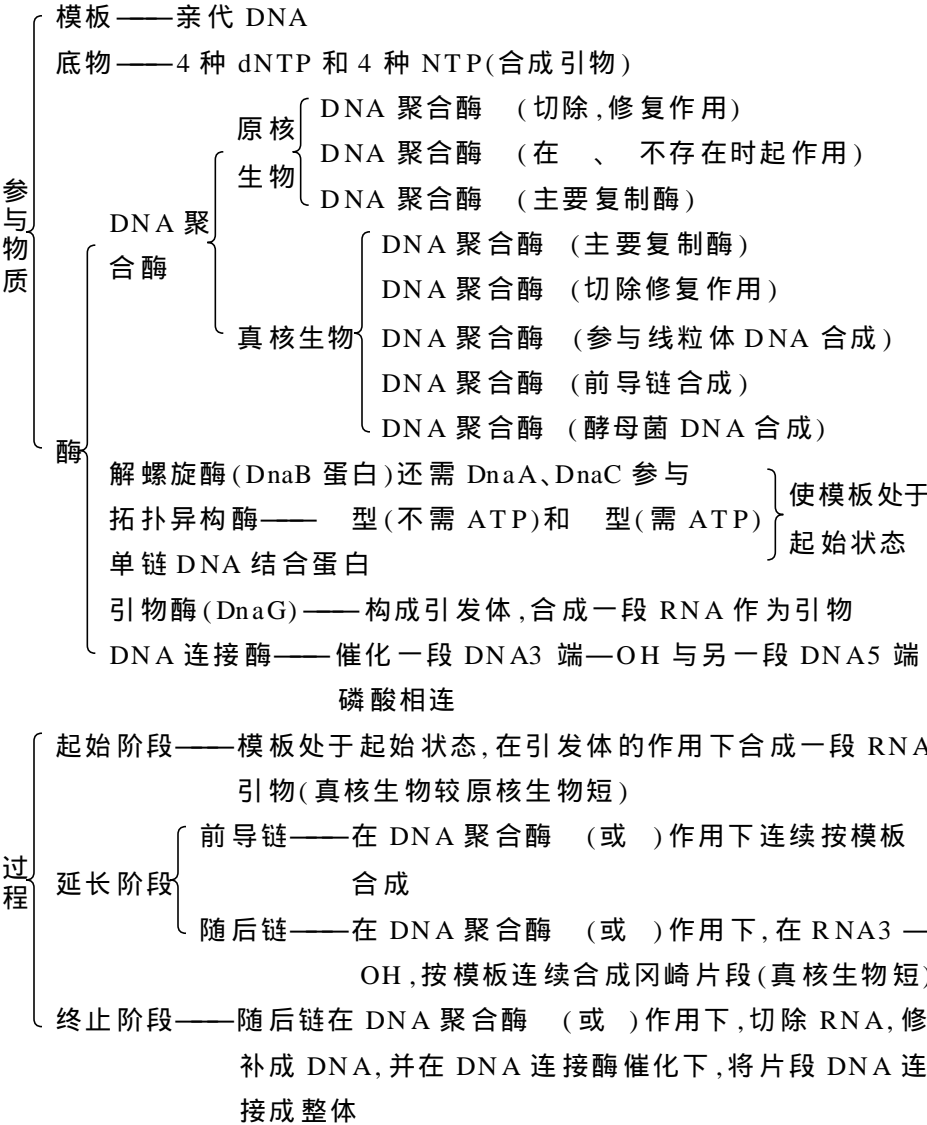 参与物质
模板——亲代 DNA
底物——4 种 dNTP 和 4 种 NTP(合成引物)
酶
DNA 聚合酶
原核生物
DNA 聚合酶 (切除,修复作用)
DNA 聚合酶 (在 、 不存在时起作用)
DNA 聚合酶 (主要复制酶)
真核生物
DNA 聚合酶 (主要复制酶)
DNA 聚合酶 (切除修复作用)
DNA 聚合酶 (参与线粒体 DNA 合成)
DNA 聚合酶 (前导链合成)
DNA 聚合酶 (酵母菌 DNA 合成)
解螺旋酶(DnaB 蛋白)还需 DnaA、DnaC 参与
拓扑异构酶—— 型(不需 ATP)和 型(需 ATP)
单链 DNA 结合蛋白
使模板处于
起始状态
引物酶(DnaG)——构成引发体,合成一段 RNA 作为引物
DNA 连接酶——催化一段 DNA3 端—OH 与另一段 DNA5 端
磷酸相连
过程
起始阶段——模板处于起始状态,在引发体的作用下合成一段 RNA
引物(真核生物较原核生物短)
延长阶段
前导链——在 DNA 聚合酶 (或 )作用下连续按模板
合成
随后链——在 DNA 聚合酶 (或 )作用下,在 RNA3 —
OH,按模板连续合成冈崎片段(真核生物短)
终止阶段——随后链在 DNA 聚合酶 (或 )作用下,切除 RNA,修
补成 DNA,并在 DNA 连接酶催化下,将片段 DNA 连
接成整体